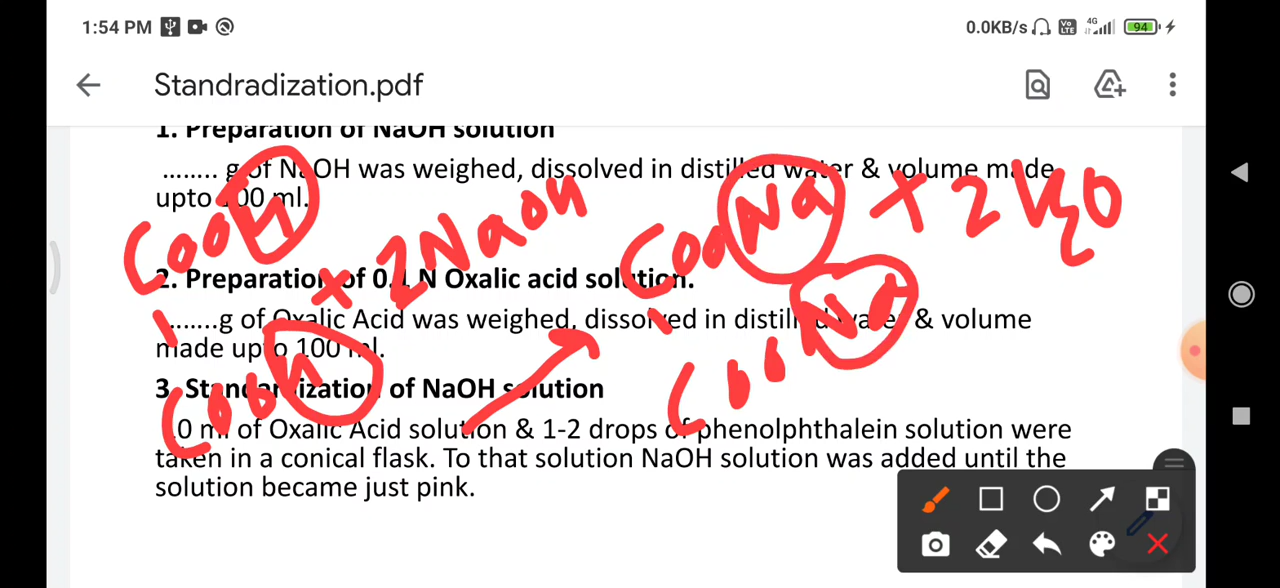 1:54 PM 0.0KB/s Vo LTE 4G 94
Standradization.pdf
1. Preparation of NaOH solution
........ g of NaOH was weighed, dissolved in distilled water & volume made
upto 100 ml.
COOH + 2NaOH COONa + 2H2O
2. Preparation of 0.1 N Oxalic acid solution.
........g of Oxalic Acid was weighed, dissolved in distilled water & volume
made upto 100 ml.
COOH COONa
3. Standardization of NaOH solution
10 ml of Oxalic Acid solution & 1-2 drops of phenolphthalein solution were
taken in a conical flask. To that solution NaOH solution was added until the
solution became just pink.